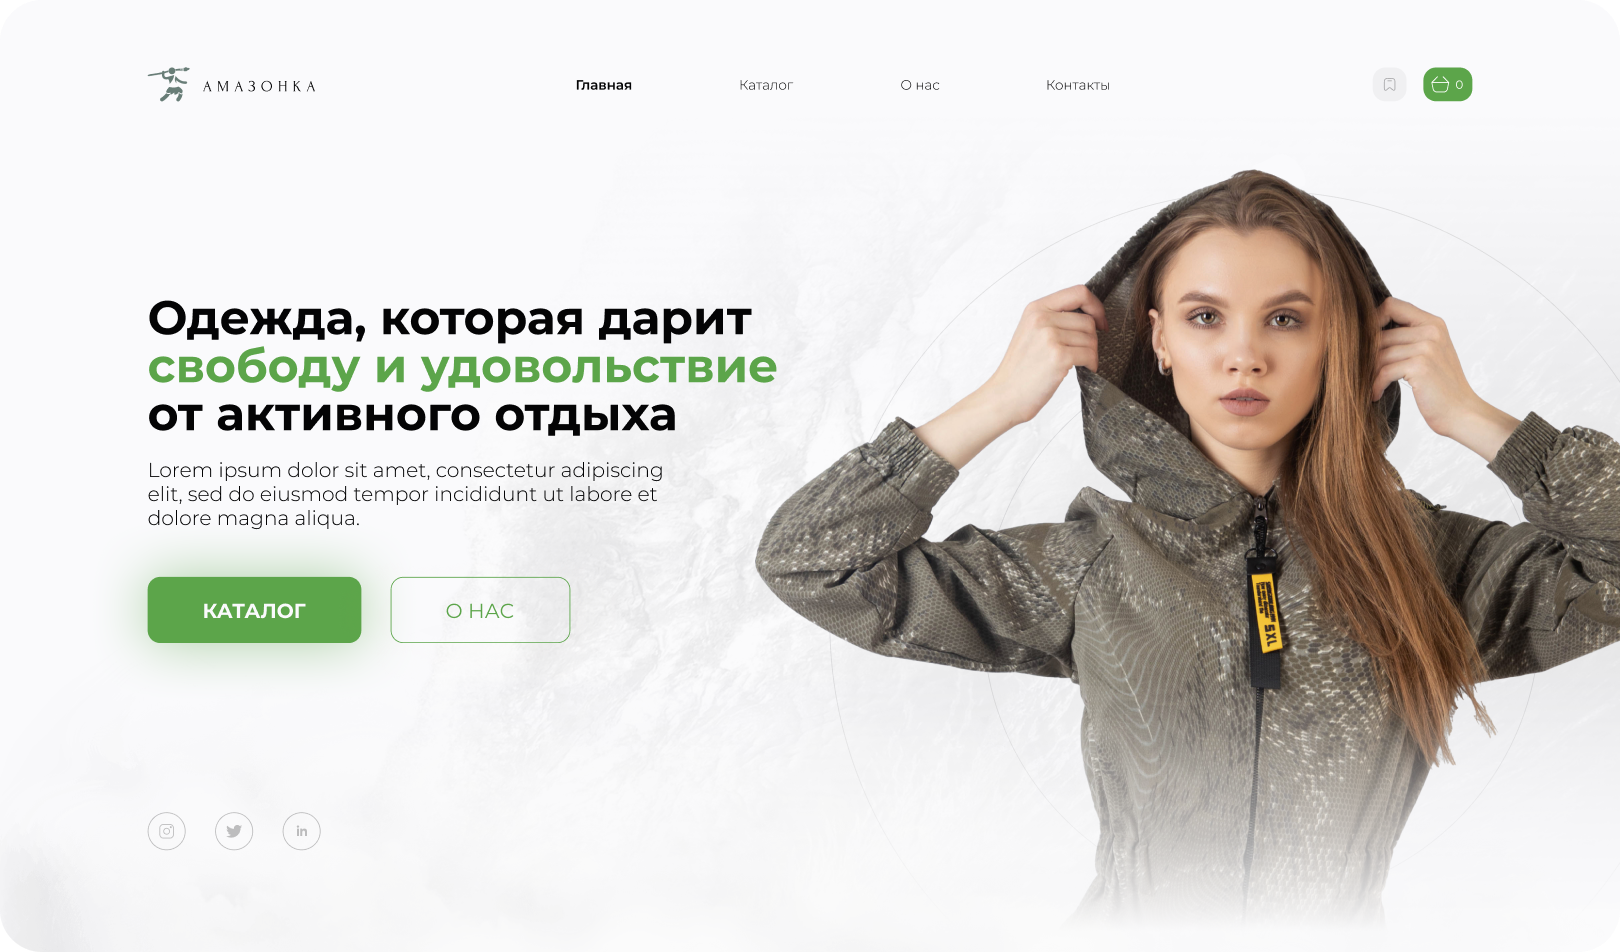 АМАЗОНКА
Главная
Каталог
О нас
Контакты
0
Одежда, которая дарит
свободу и удовольствие
от активного отдыха
Lorem ipsum dolor sit amet, consectetur adipiscing
elit, sed do eiusmod tempor incididunt ut labore et
dolore magna aliqua.
КАТАЛОГ
О НАС
in
5XL